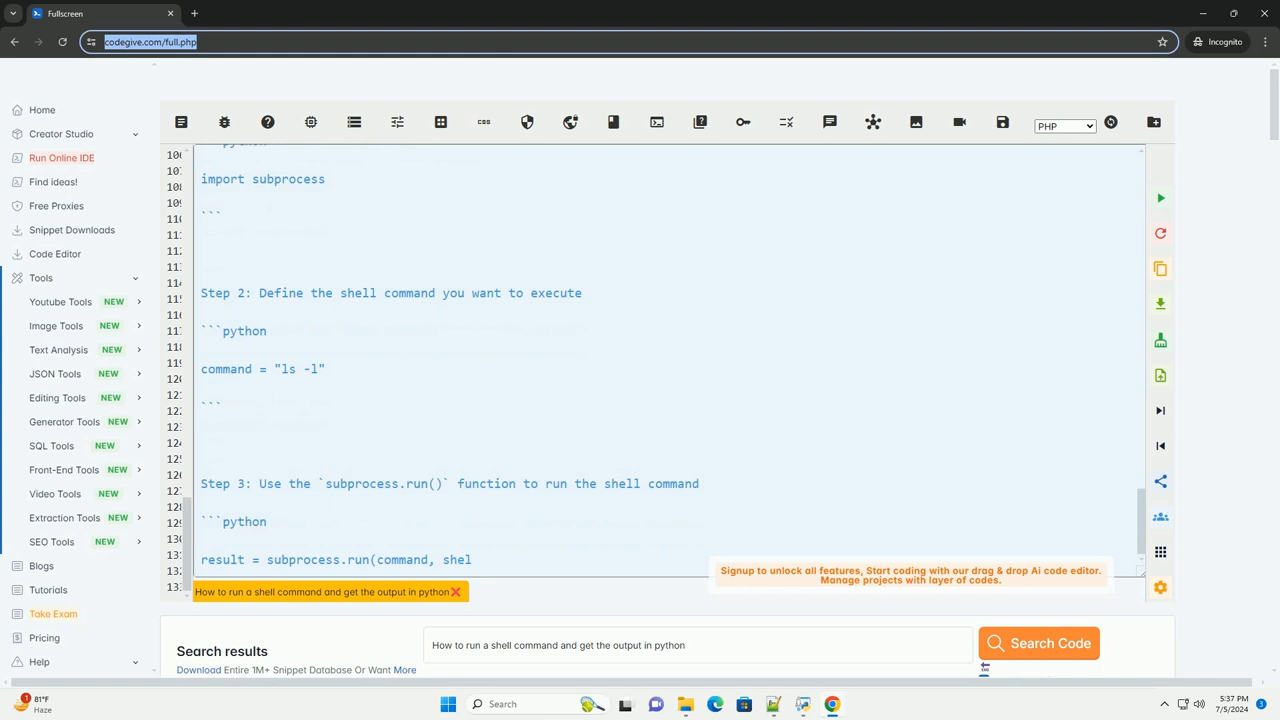 Fullscreen
codegive.com/full.php
Incognito
Home
Creator Studio
Run Online IDE
Find ideas!
Free Proxies
Snippet Downloads
Code Editor
Tools
Youtube Tools NEW
Image Tools NEW
Text Analysis NEW
JSON Tools NEW
Editing Tools NEW
Generator Tools NEW
SQL Tools NEW
Front-End Tools NEW
Video Tools NEW
Extraction Tools NEW
SEO Tools NEW
Blogs
Tutorials
Take Exam
Pricing
Help
css
PHP
import subprocess
```
Step 2: Define the shell command you want to execute
```python
command = "ls -l"
```
Step 3: Use the `subprocess.run()` function to run the shell command
```python
result = subprocess.run(command, shel
Signup to unlock all features, Start coding with our drag & drop Ai code editor.
Manage projects with layer of codes.
How to run a shell command and get the output in python
Search results
How to run a shell command and get the output in python
Search Code
Download Entire 1M+ Snippet Database Or Want More
81°F
Haze
Search
5:37 PM
7/5/2024